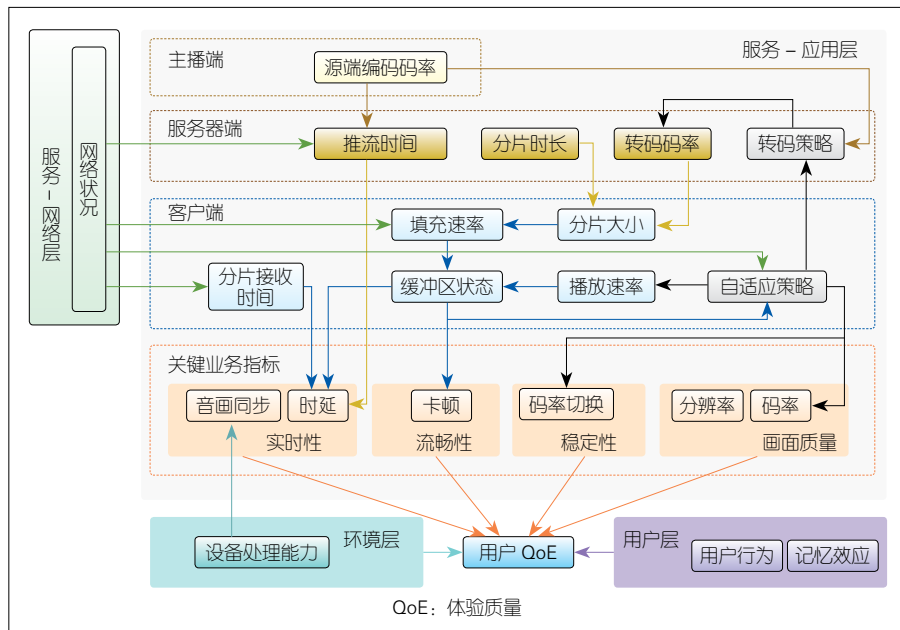 服务 – 应用层
主播端
源端编码码率
服务器端
推流时间
分片时长
转码码率
转码策略
服务 – 网络层
网络状况
客户端
填充速率
分片大小
分片接收
时间
缓冲区状态
播放速率
自适应策略
关键业务指标
音画同步
时延
卡顿
码率切换
分辨率
码率
实时性
流畅性
稳定性
画面质量
环境层
设备处理能力
用户 QoE
用户层
用户行为
记忆效应
QoE：体验质量